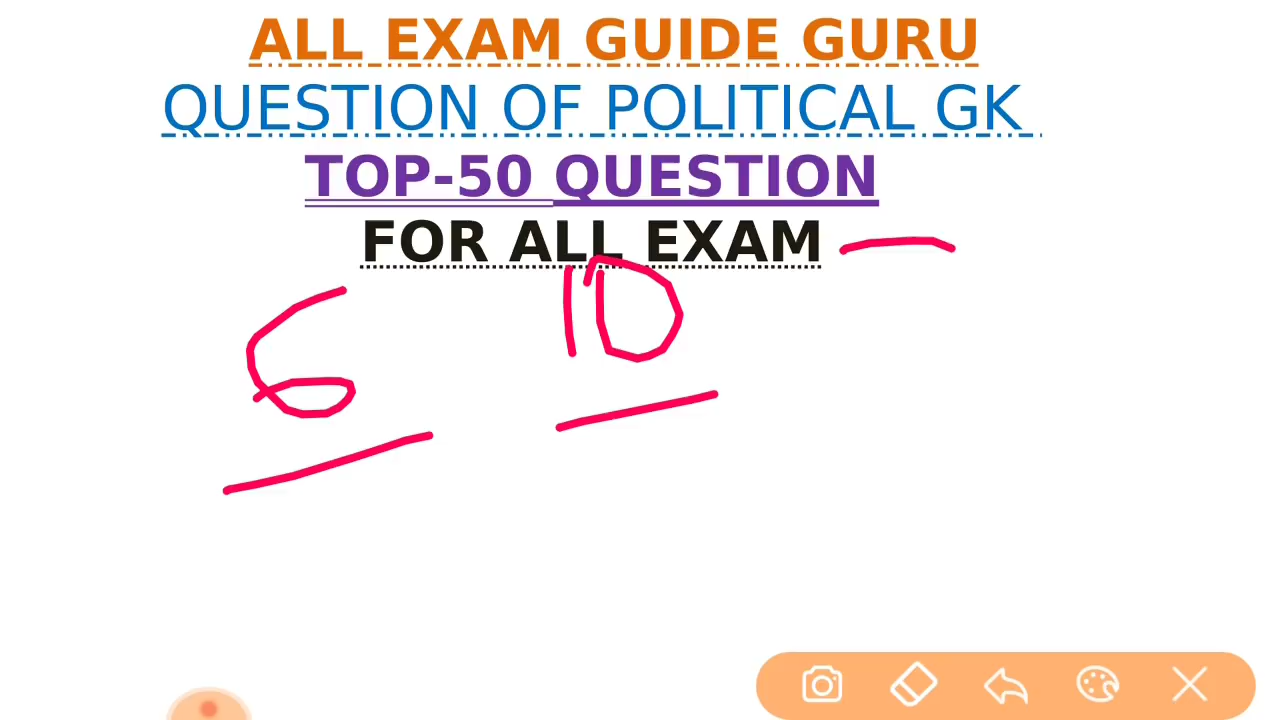 ALL EXAM GUIDE GURU
QUESTION OF POLITICAL GK
TOP-50 QUESTION
FOR ALL EXAM
6 10